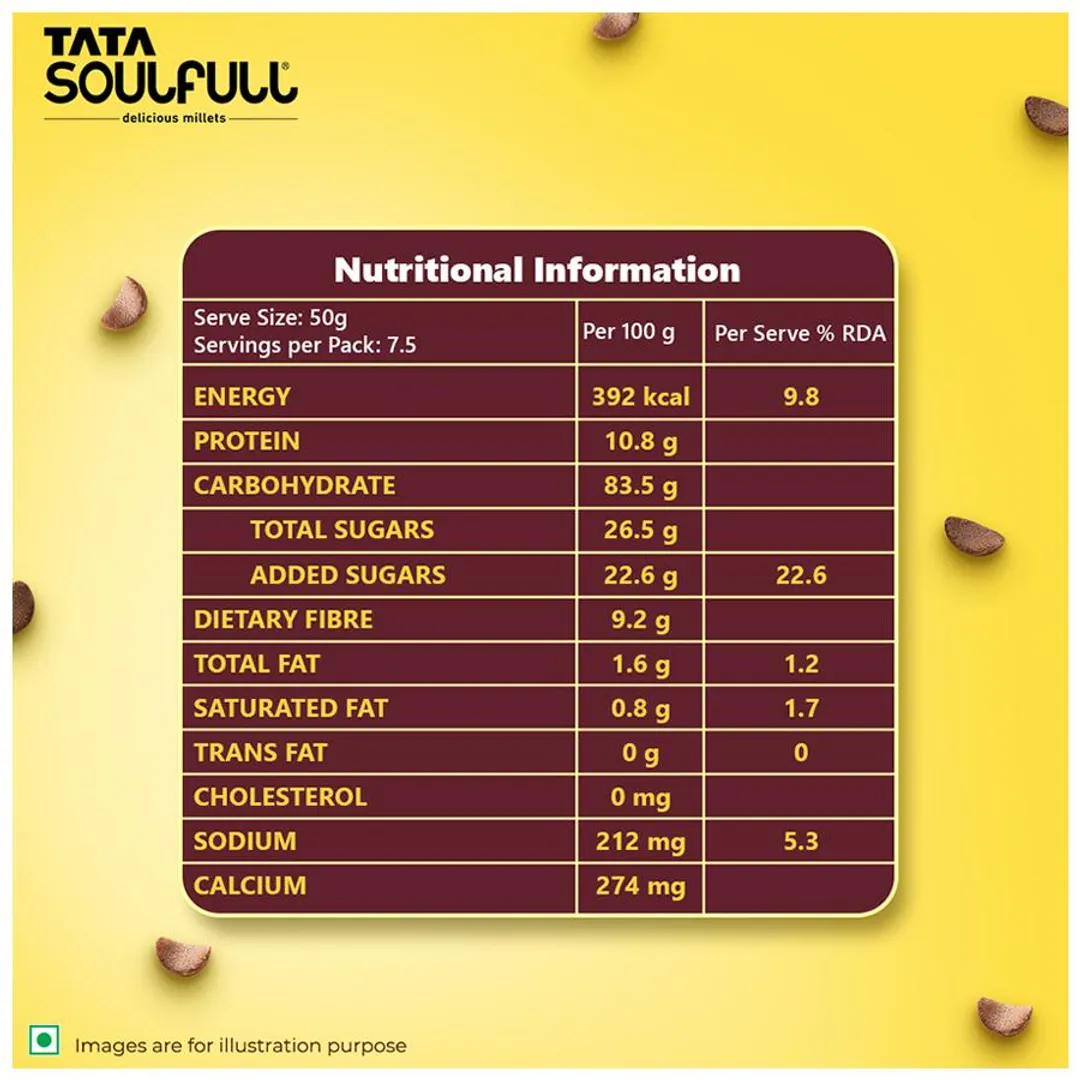 TATA
SOULFULL®
delicious millets
Nutritional Information
Serve Size: 50g
Servings per Pack: 7.5
Per 100 g
Per Serve % RDA
ENERGY 392 kcal 9.8
PROTEIN 10.8 g
CARBOHYDRATE 83.5 g
TOTAL SUGARS 26.5 g
ADDED SUGARS 22.6 g 22.6
DIETARY FIBRE 9.2 g
TOTAL FAT 1.6 g 1.2
SATURATED FAT 0.8 g 1.7
TRANS FAT 0 g 0
CHOLESTEROL 0 mg
SODIUM 212 mg 5.3
CALCIUM 274 mg
Images are for illustration purpose